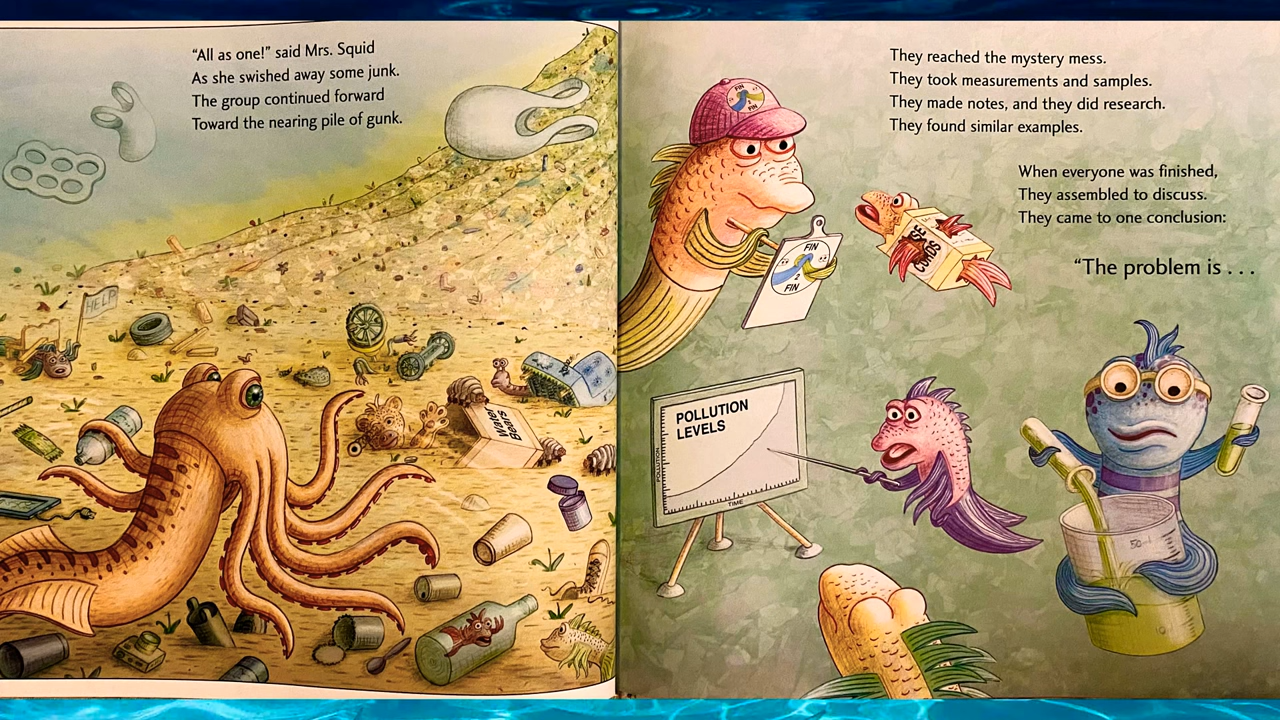 “All as one!” said Mrs. Squid
As she swished away some junk.
The group continued forward
Toward the nearing pile of gunk.
HELP
Water
Bears
They reached the mystery mess.
They took measurements and samples.
They made notes, and they did research.
They found similar examples.
When everyone was finished,
They assembled to discuss.
They came to one conclusion:
“The problem is . . .
FIN
FIN
FIN
FIN
POLLUTION
LEVELS
POLLUTION
TIME